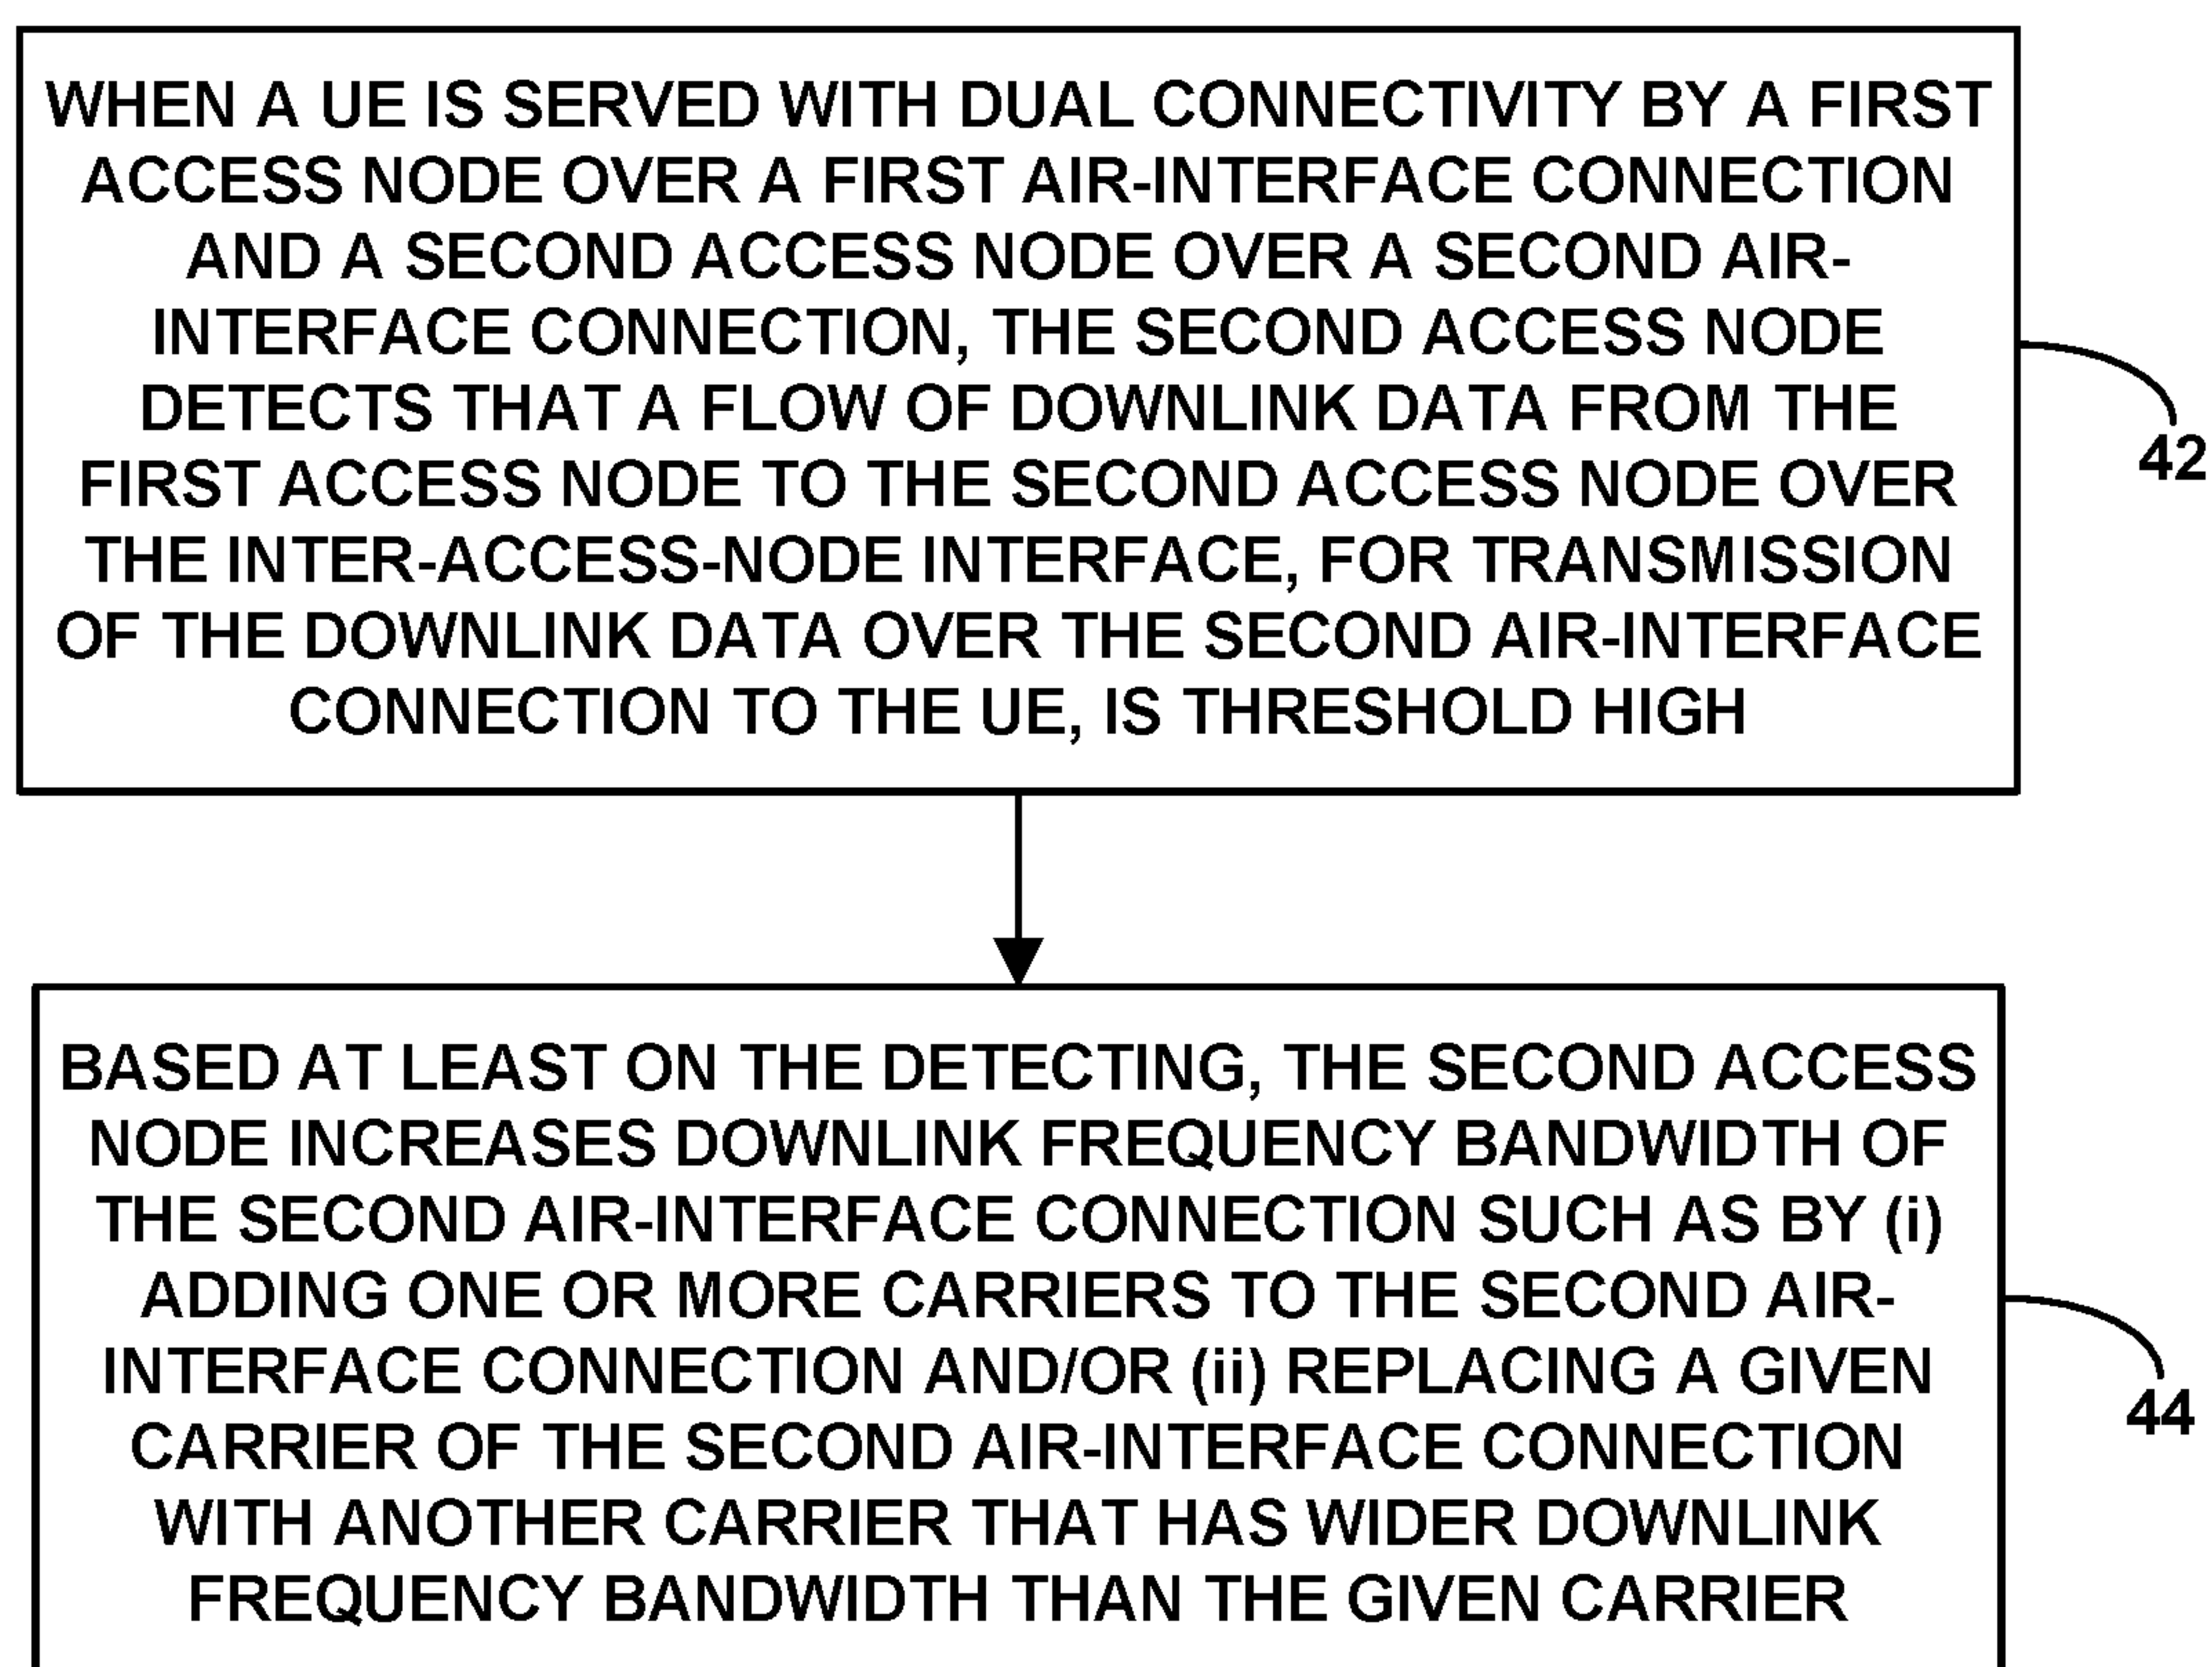 WHEN A UE IS SERVED WITH DUAL CONNECTIVITY BY A FIRST
ACCESS NODE OVER A FIRST AIR-INTERFACE CONNECTION
AND A SECOND ACCESS NODE OVER A SECOND AIR-
INTERFACE CONNECTION, THE SECOND ACCESS NODE
DETECTS THAT A FLOW OF DOWNLINK DATA FROM THE
FIRST ACCESS NODE TO THE SECOND ACCESS NODE OVER
THE INTER-ACCESS-NODE INTERFACE, FOR TRANSMISSION
OF THE DOWNLINK DATA OVER THE SECOND AIR-INTERFACE
CONNECTION TO THE UE, IS THRESHOLD HIGH
42
BASED AT LEAST ON THE DETECTING, THE SECOND ACCESS
NODE INCREASES DOWNLINK FREQUENCY BANDWIDTH OF
THE SECOND AIR-INTERFACE CONNECTION SUCH AS BY (i)
ADDING ONE OR MORE CARRIERS TO THE SECOND AIR-
INTERFACE CONNECTION AND/OR (ii) REPLACING A GIVEN
CARRIER OF THE SECOND AIR-INTERFACE CONNECTION
WITH ANOTHER CARRIER THAT HAS WIDER DOWNLINK
FREQUENCY BANDWIDTH THAN THE GIVEN CARRIER
44